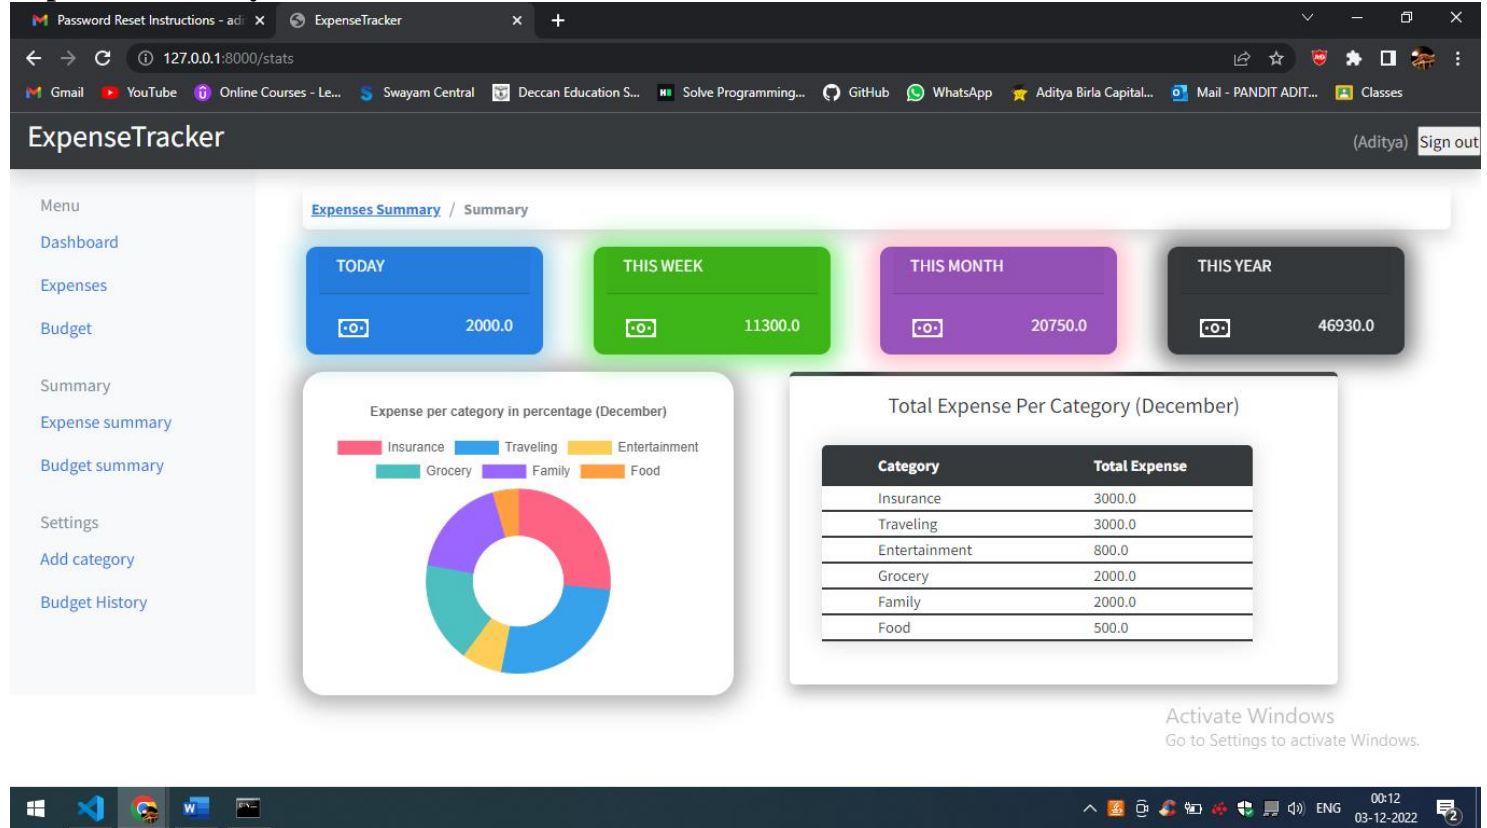 Password Reset Instructions - adi
ExpenseTracker
127.0.0.1:8000/stats
Gmail
YouTube
Online Courses - Le...
Swayam Central
Deccan Education S...
Solve Programming...
GitHub
WhatsApp
Aditya Birla Capital...
Mail - PANDIT ADIT...
Classes
ExpenseTracker
(Aditya) Sign out
Menu
Dashboard
Expenses
Budget
Summary
Expense summary
Budget summary
Settings
Add category
Budget History
Expenses Summary / Summary
TODAY
2000.0
THIS WEEK
11300.0
THIS MONTH
20750.0
THIS YEAR
46930.0
Expense per category in percentage (December)
Insurance Traveling Entertainment
Grocery Family Food
Total Expense Per Category (December)
Category Total Expense
Insurance 3000.0
Traveling 3000.0
Entertainment 800.0
Grocery 2000.0
Family 2000.0
Food 500.0
Activate Windows
Go to Settings to activate Windows.
ENG
00:12
03-12-2022
2